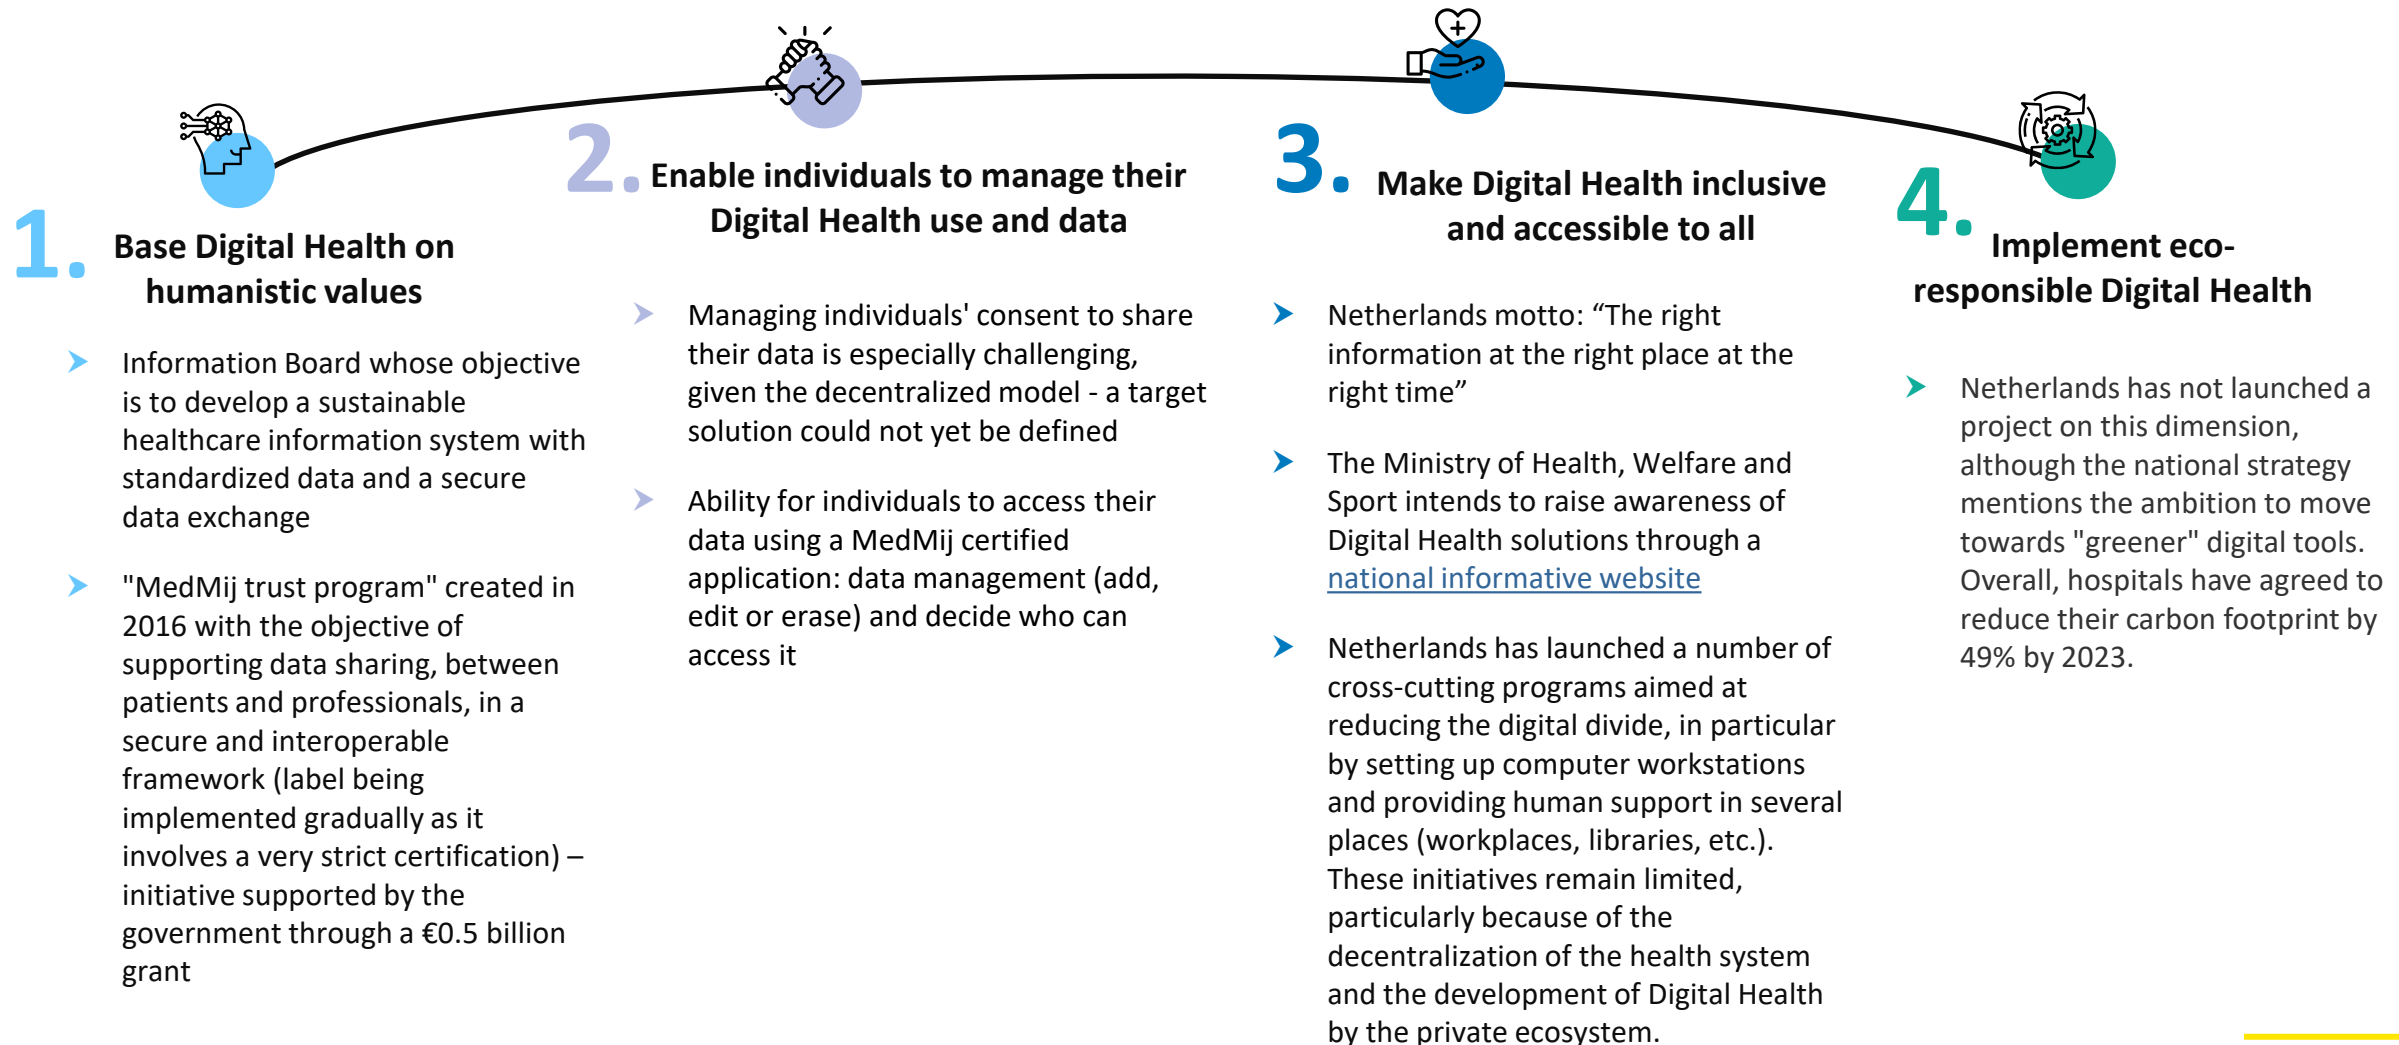 1.
Base Digital Health on
humanistic values
Information Board whose objective
is to develop a sustainable
healthcare information system with
standardized data and a secure
data exchange
"MedMij trust program" created in
2016 with the objective of
supporting data sharing, between
patients and professionals, in a
secure and interoperable
framework (label being
implemented gradually as it
involves a very strict certification) –
initiative supported by the
government through a €0.5 billion
grant
2.
Enable individuals to manage their
Digital Health use and data
Managing individuals' consent to share
their data is especially challenging,
given the decentralized model - a target
solution could not yet be defined
Ability for individuals to access their
data using a MedMij certified
application: data management (add,
edit or erase) and decide who can
access it
3.
Make Digital Health inclusive
and accessible to all
Netherlands motto: “The right
information at the right place at the
right time”
The Ministry of Health, Welfare and
Sport intends to raise awareness of
Digital Health solutions through a
national informative website
Netherlands has launched a number of
cross-cutting programs aimed at
reducing the digital divide, in particular
by setting up computer workstations
and providing human support in several
places (workplaces, libraries, etc.).
These initiatives remain limited,
particularly because of the
decentralization of the health system
and the development of Digital Health
by the private ecosystem.
4.
Implement eco-
responsible Digital Health
Netherlands has not launched a
project on this dimension,
although the national strategy
mentions the ambition to move
towards "greener" digital tools.
Overall, hospitals have agreed to
reduce their carbon footprint by
49% by 2023.